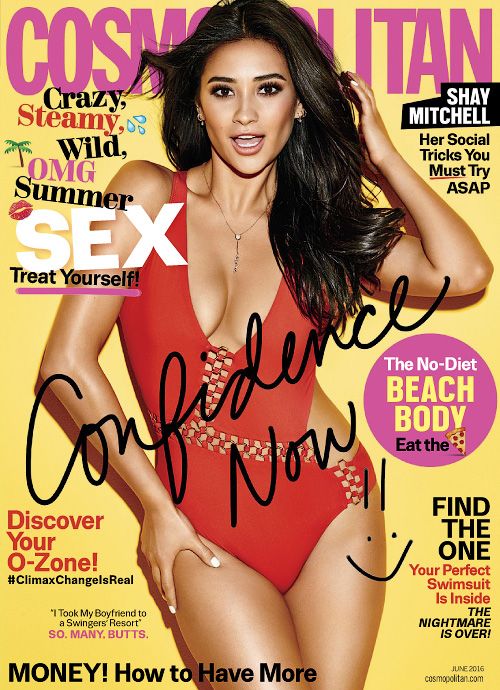 COSMOPOLITAN
Crazy,
Steamy,
Wild,
OMG
Summer
SEX
Treat Yourself!
SHAY
MITCHELL
Her Social
Tricks You
Must Try
ASAP
Confidence
Now!!
The No-Diet
BEACH
BODY
Eat the
Discover
Your
O-Zone!
#ClimaxChangeIsReal
"I Took My Boyfriend to
a Swingers' Resort"
SO. MANY. BUTTS.
FIND
THE
ONE
Your Perfect
Swimsuit
Is Inside
THE
NIGHTMARE
IS OVER!
MONEY! How to Have More
JUNE 2016
cosmopolitan.com